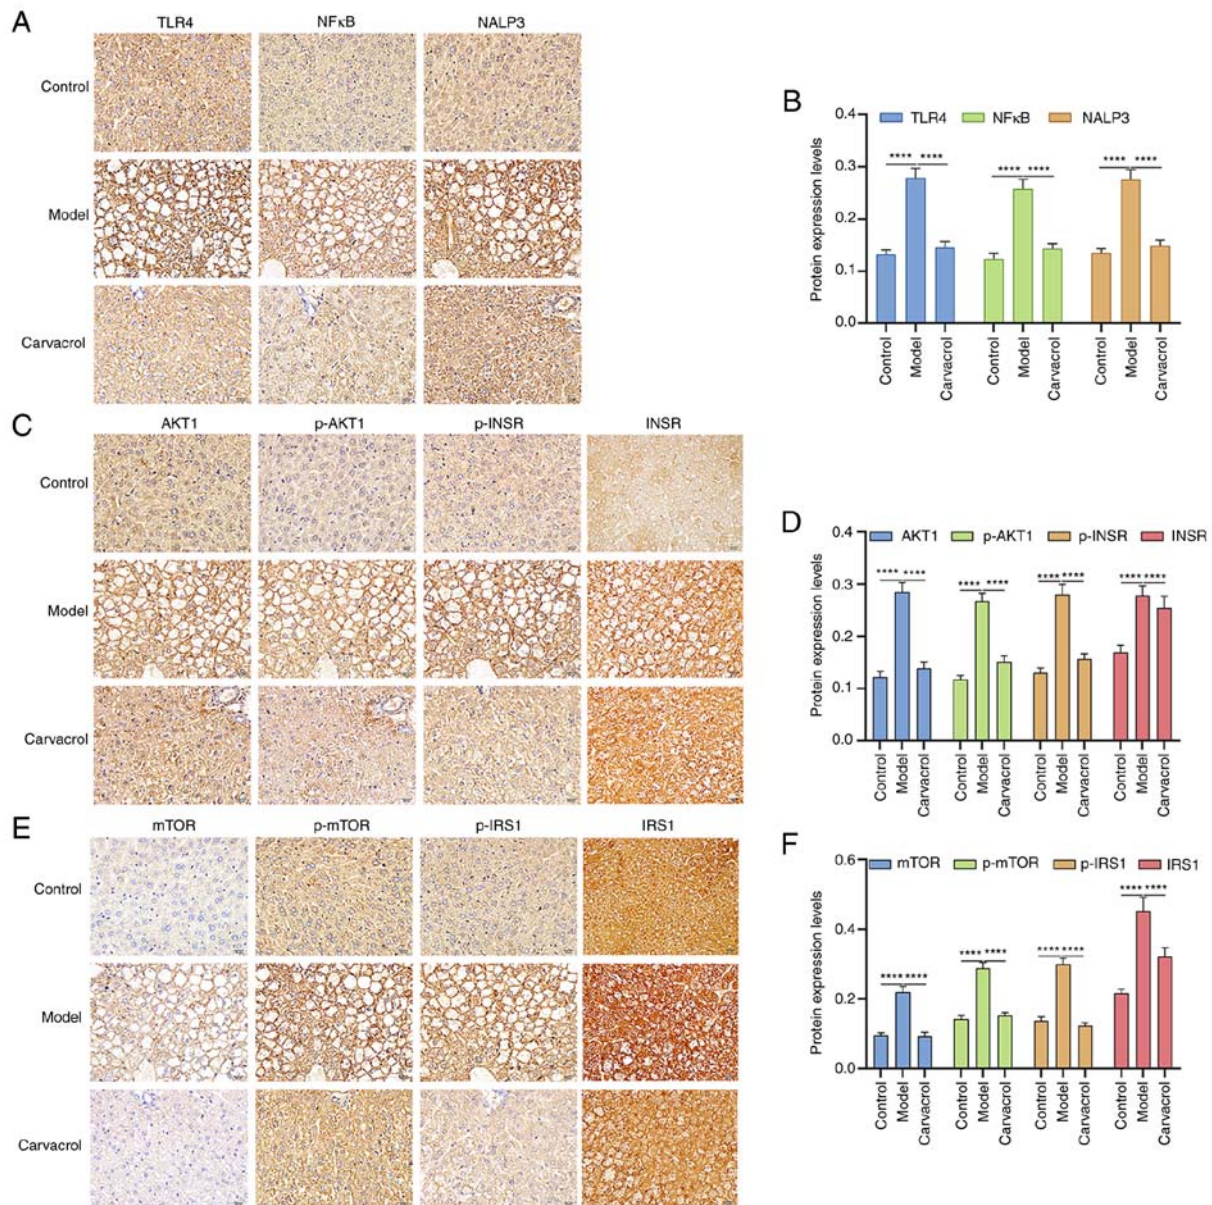 A
TLR4 NFκB NALP3
Control
Model
Carvacrol
B
TLR4 NFκB NALP3
Protein expression levels
0.4
0.3
0.2
0.1
0.0
**** **** **** **** **** ****
Control Model Carvacrol Control Model Carvacrol Control Model Carvacrol
C
AKT1 p-AKT1 p-INSR INSR
Control
Model
Carvacrol
D
AKT1 p-AKT1 p-INSR INSR
Protein expression levels
0.4
0.3
0.2
0.1
0.0
**** **** **** **** **** **** **** ****
Control Model Carvacrol Control Model Carvacrol Control Model Carvacrol Control Model Carvacrol
E
mTOR p-mTOR p-IRS1 IRS1
Control
Model
Carvacrol
F
mTOR p-mTOR p-IRS1 IRS1
Protein expression levels
0.6
0.4
0.2
0.0
**** **** **** **** **** **** **** ****
Control Model Carvacrol Control Model Carvacrol Control Model Carvacrol Control Model Carvacrol